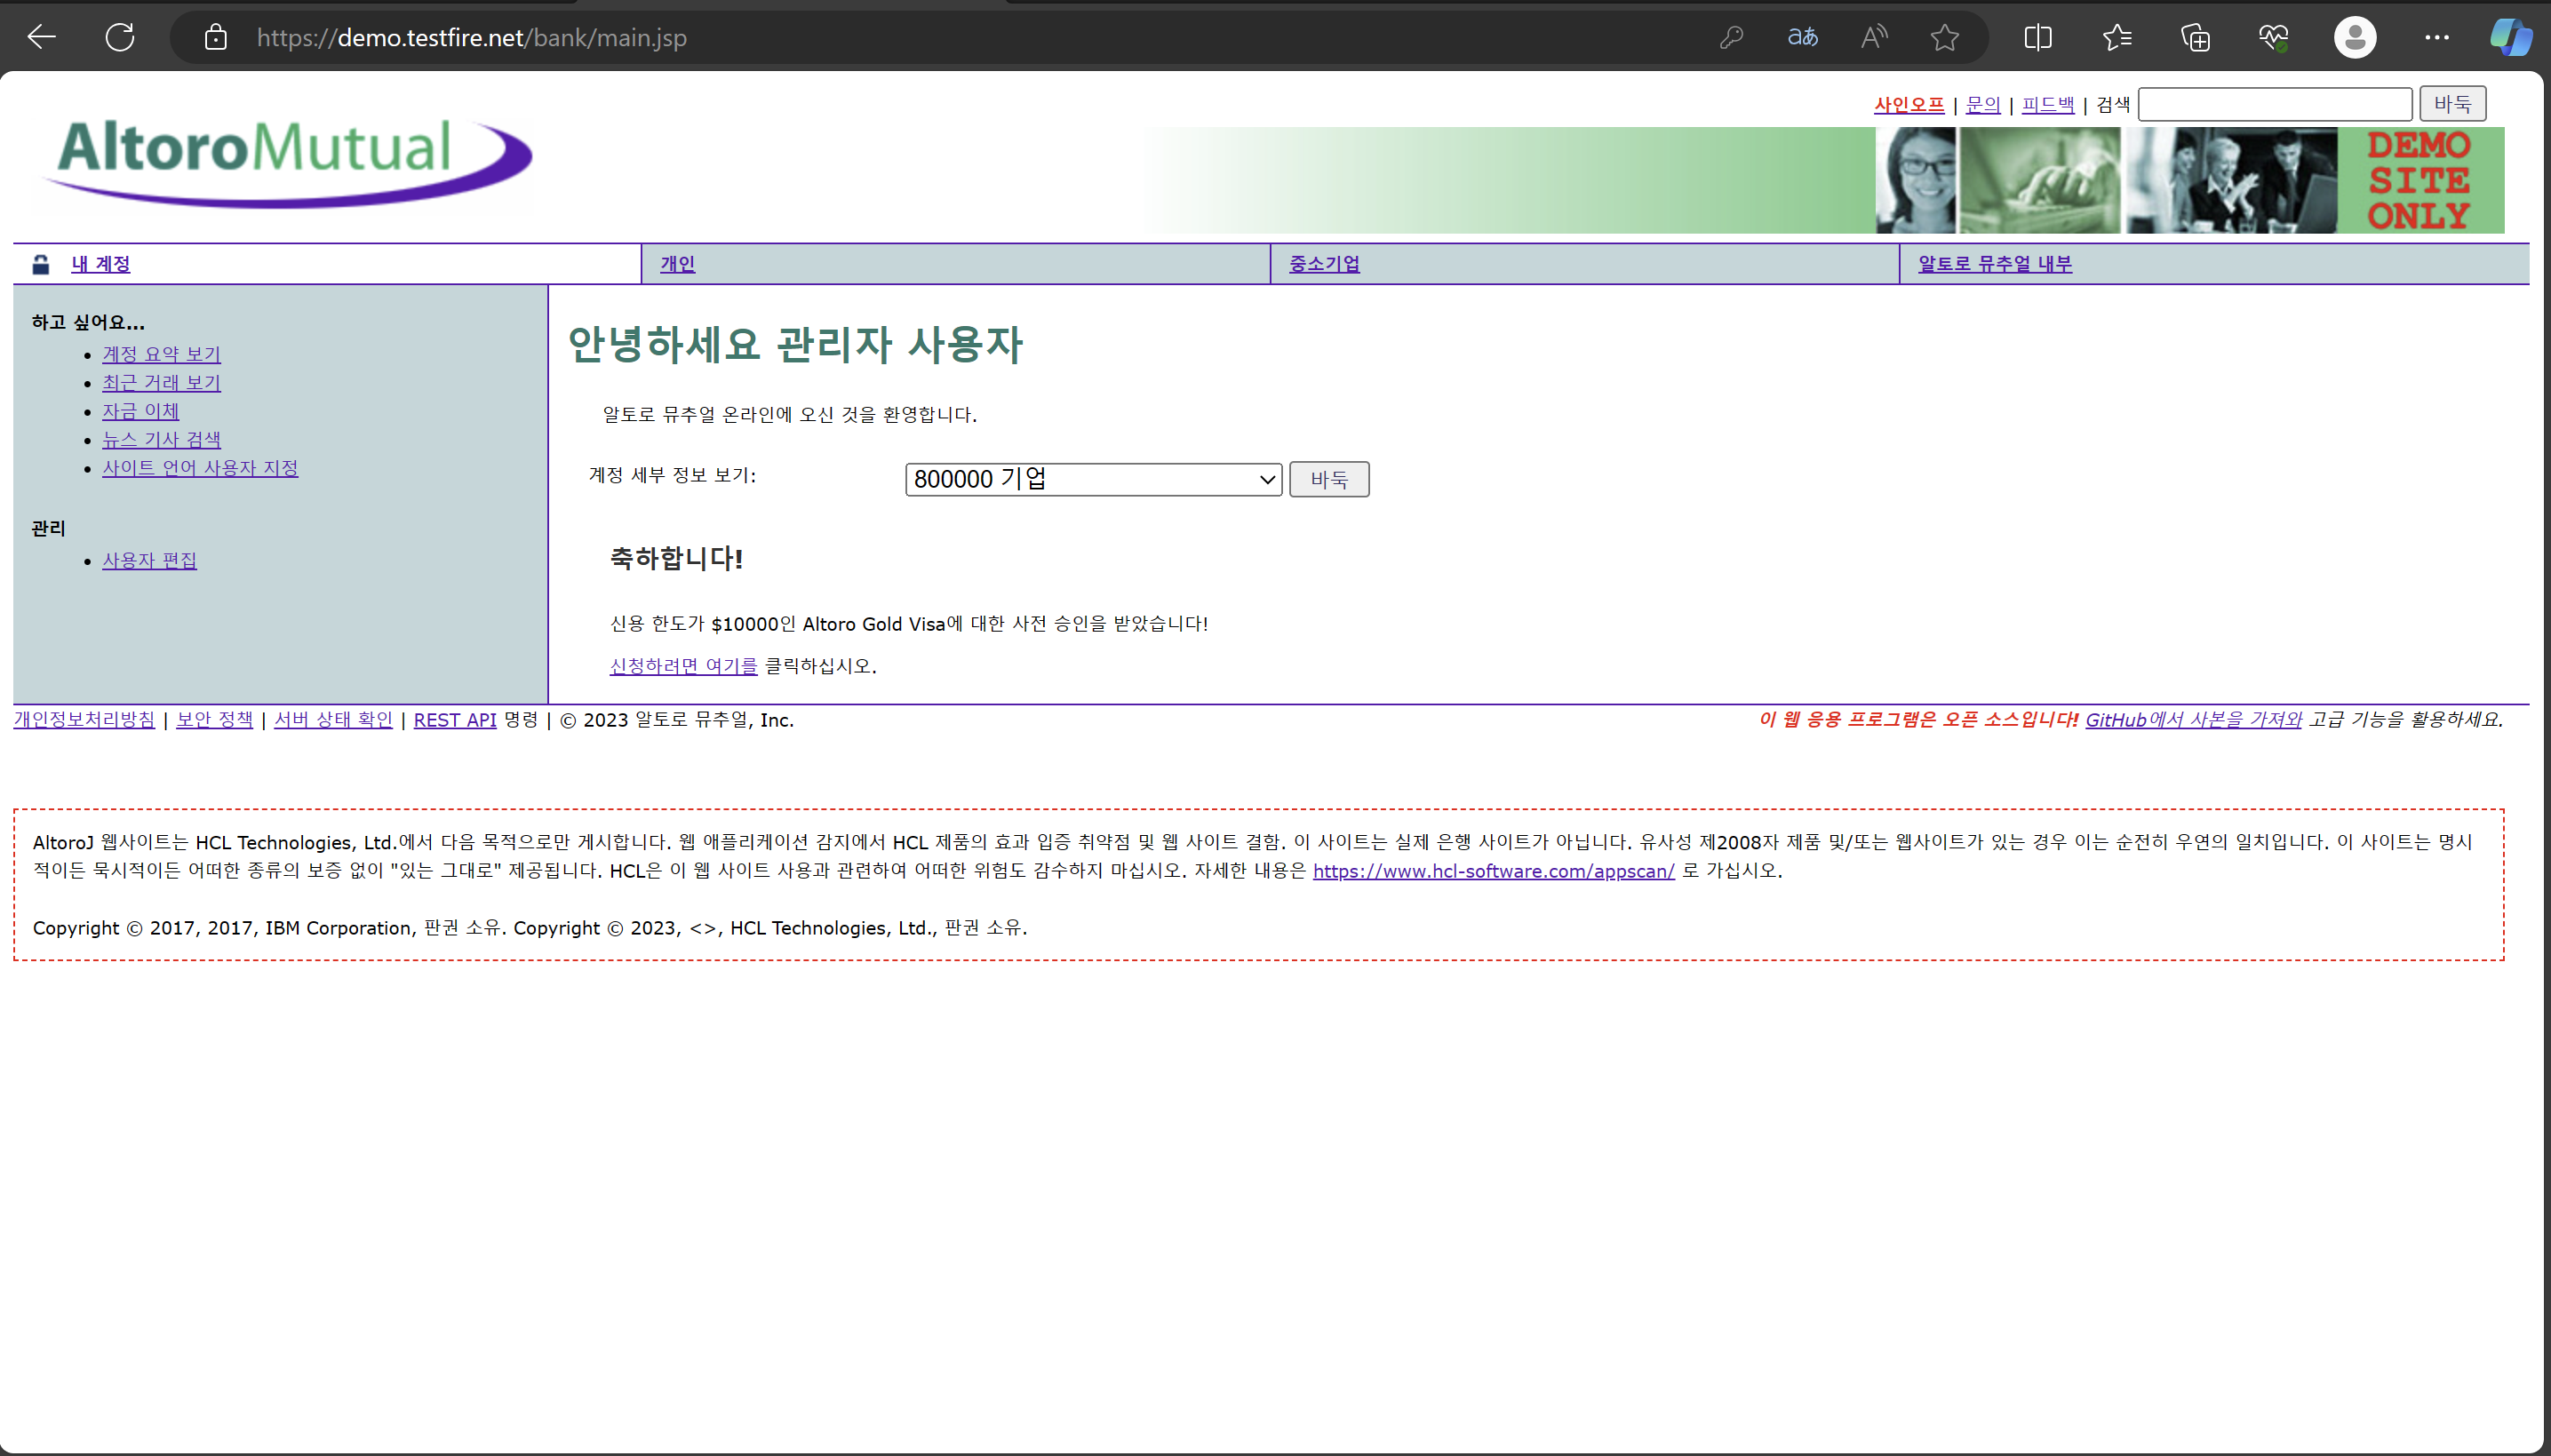 https://demo.testfire.net/bank/main.jsp
사인오프 | 문의 | 피드백 | 검색 바둑
AltoroMutual
DEMO
SITE
ONLY
내 계정
개인
중소기업
알토로 뮤추얼 내부
하고 싶어요...
계정 요약 보기
최근 거래 보기
자금 이체
뉴스 기사 검색
사이트 언어 사용자 지정
관리
사용자 편집
안녕하세요 관리자 사용자
알토로 뮤추얼 온라인에 오신 것을 환영합니다.
계정 세부 정보 보기: 800000 기업 바둑
축하합니다!
신용 한도가 $10000인 Altoro Gold Visa에 대한 사전 승인을 받았습니다!
신청하려면 여기를 클릭하십시오.
개인정보처리방침 | 보안 정책 | 서버 상태 확인 | REST API 명령 | © 2023 알토로 뮤추얼, Inc.
이 웹 응용 프로그램은 오픈 소스입니다! GitHub에서 사본을 가져와 고급 기능을 활용하세요.
AltoroJ 웹사이트는 HCL Technologies, Ltd.에서 다음 목적으로만 게시합니다. 웹 애플리케이션 감지에서 HCL 제품의 효과 입증 취약점 및 웹 사이트 결함. 이 사이트는 실제 은행 사이트가 아닙니다. 유사성 제2008자 제품 및/또는 웹사이트가 있는 경우 이는 순전히 우연의 일치입니다. 이 사이트는 명시
적이든 묵시적이든 어떠한 종류의 보증 없이 "있는 그대로" 제공됩니다. HCL은 이 웹 사이트 사용과 관련하여 어떠한 위험도 감수하지 마십시오. 자세한 내용은 https://www.hcl-software.com/appscan/ 로 가십시오.
Copyright © 2017, 2017, IBM Corporation, 판권 소유. Copyright © 2023, <>, HCL Technologies, Ltd., 판권 소유.